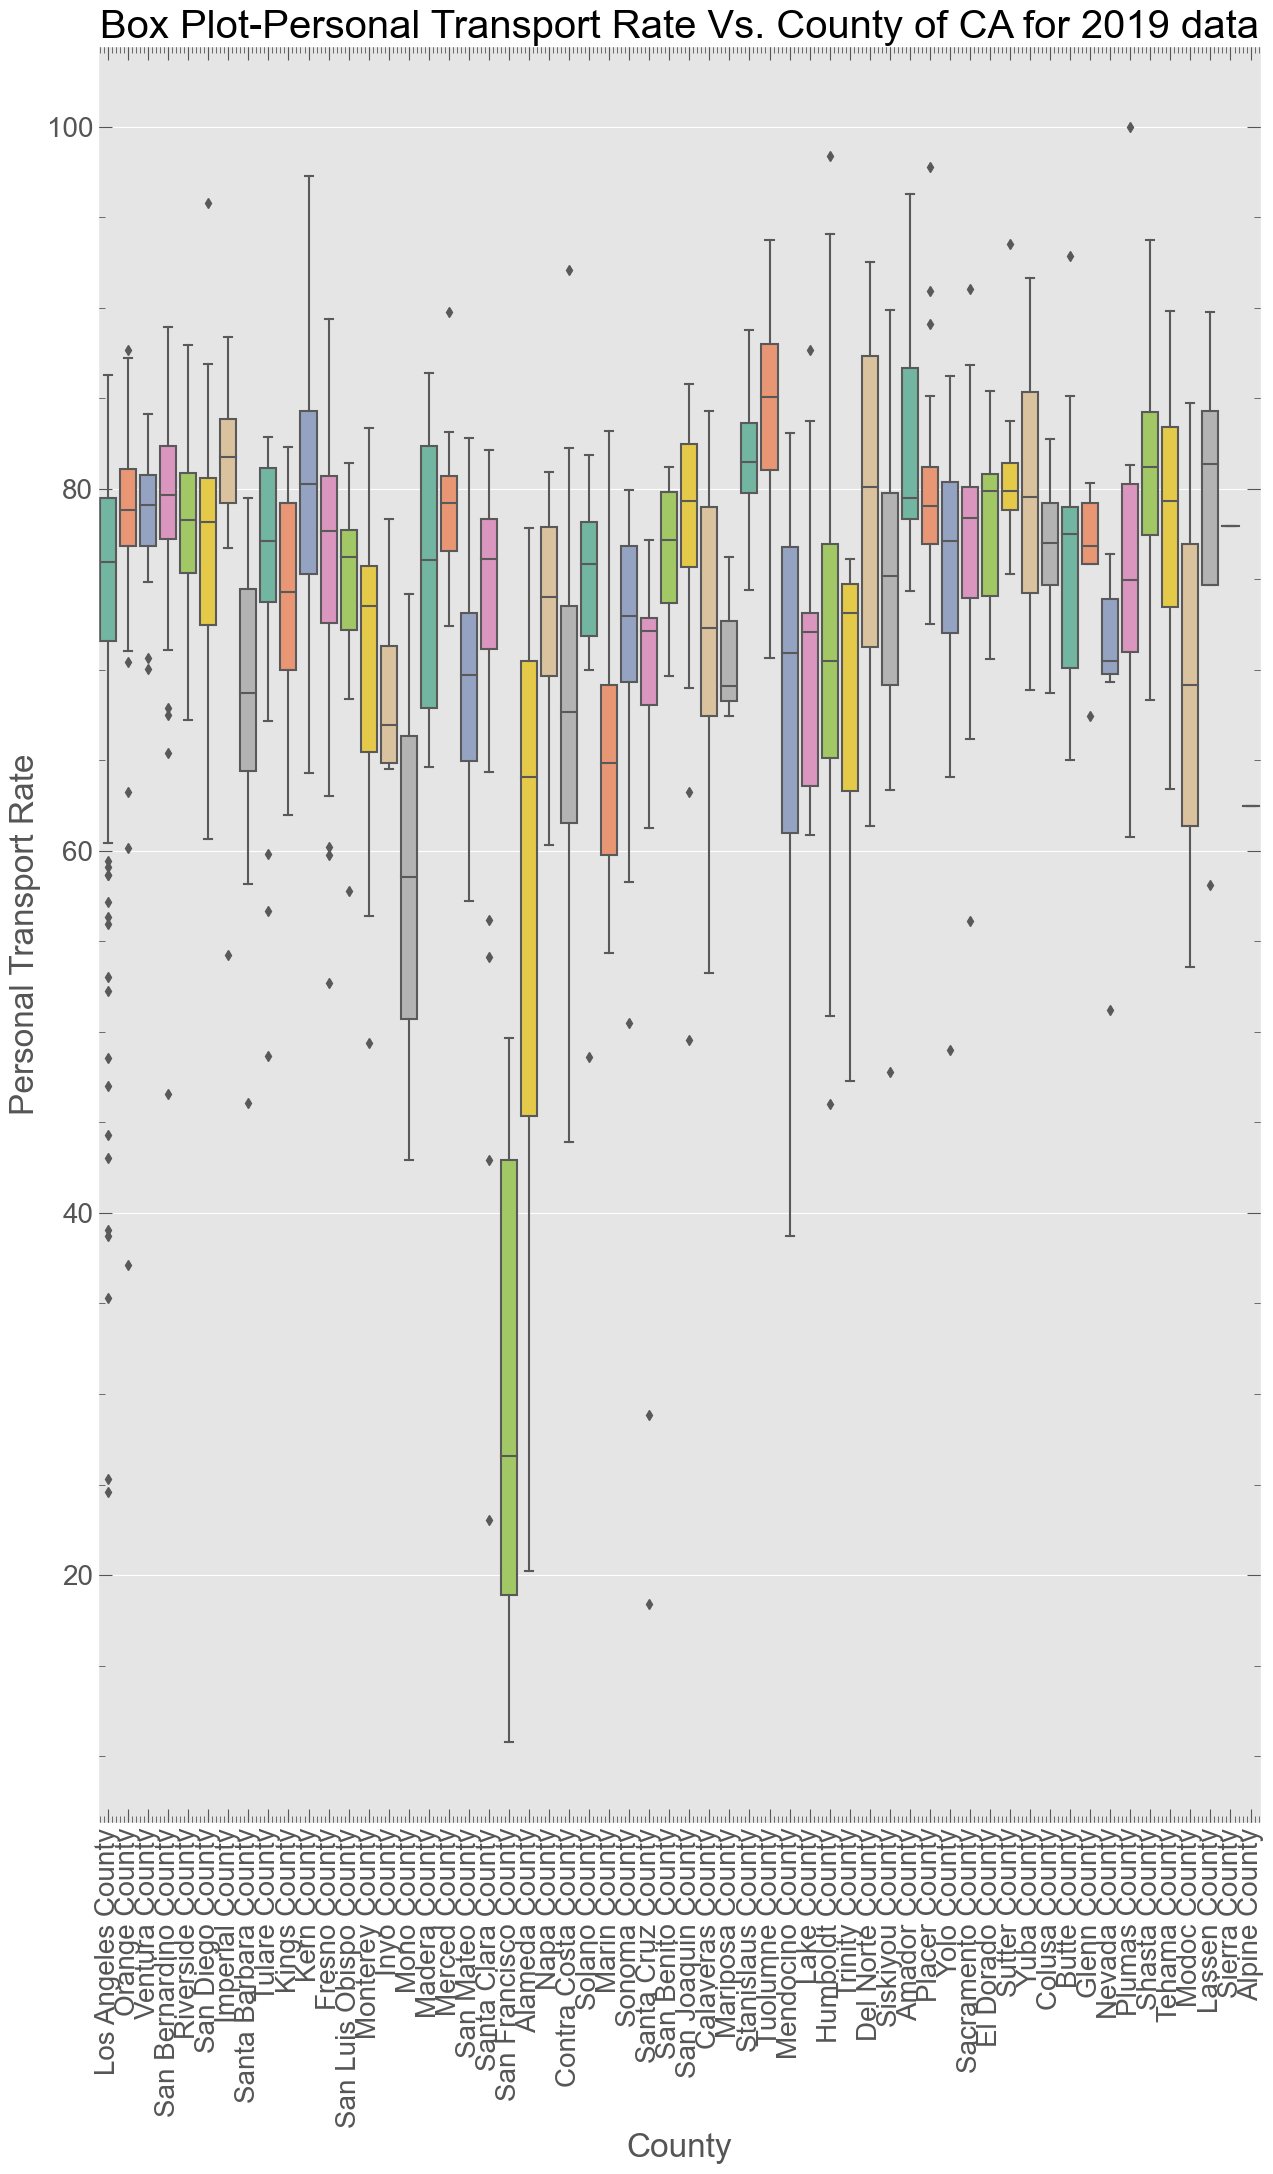 Box Plot-Personal Transport Rate Vs. County of CA for 2019 data
100
80
60
40
20
Personal Transport Rate
Los Angeles County
Orange County
Ventura County
San Bernardino County
Riverside County
San Diego County
Imperial County
Santa Barbara County
Tulare County
Kings County
Kern County
Fresno County
San Luis Obispo County
Monterey County
Inyo County
Mono County
Madera County
Merced County
San Mateo County
Santa Clara County
San Francisco County
Alameda County
Napa County
Contra Costa County
Solano County
Marin County
Sonoma County
Santa Cruz County
San Benito County
San Joaquin County
Calaveras County
Mariposa County
Stanislaus County
Tuolumne County
Mendocino County
Lake County
Humboldt County
Trinity County
Del Norte County
Siskiyou County
Amador County
Placer County
Yolo County
Sacramento County
El Dorado County
Sutter County
Yuba County
Colusa County
Butte County
Glenn County
Nevada County
Plumas County
Shasta County
Tehama County
Modoc County
Lassen County
Sierra County
Alpine County
County